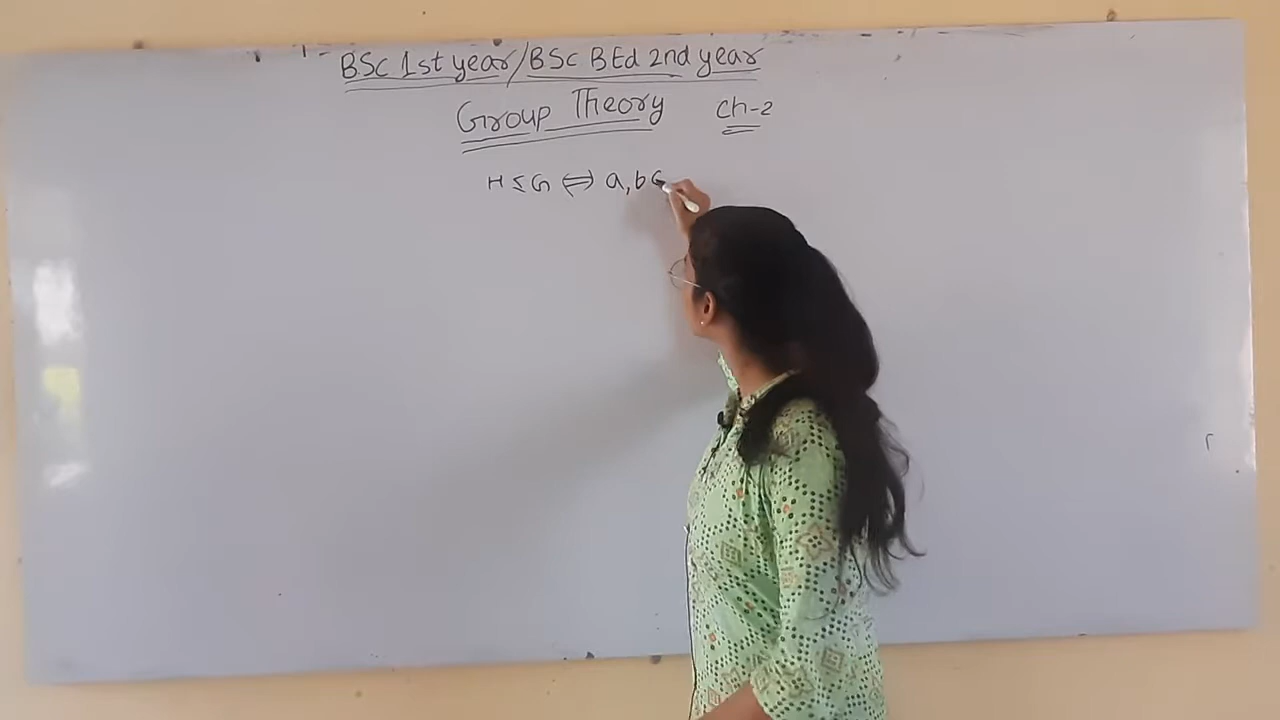 BSc 1st year/BSc BEd 2nd year
Group Theory Ch-2
H ≤ G ⇔ a,b